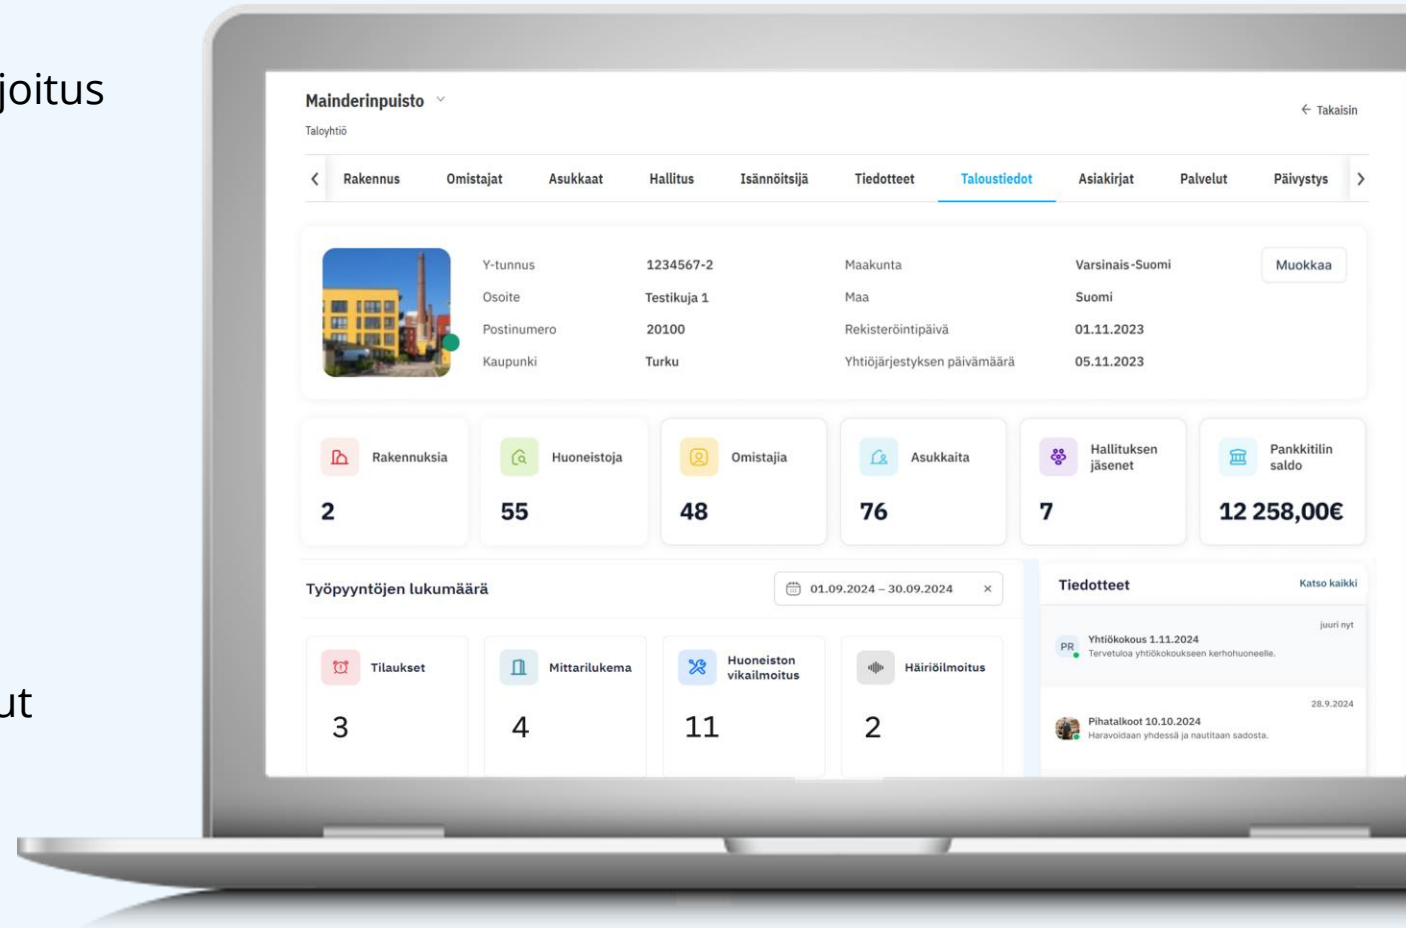 joitus
ut
Mainderinpuisto
← Takaisin
Taloyhtiö
Rakennus Omistajat Asukkaat Hallitus Isännöitsijä Tiedotteet Taloustiedot Asiakirjat Palvelut Päivystys
Y-tunnus 1234567-2 Maakunta Varsinais-Suomi Muokkaa
Osoite Testikuja 1 Maa Suomi
Postinumero 20100 Rekisteröintipäivä 01.11.2023
Kaupunki Turku Yhtiöjärjestyksen päivämäärä 05.11.2023
Rakennuksia
2
Huoneistoja
55
Omistajia
48
Asukkaita
76
Hallituksen
jäsenet
7
Pankkitilin
saldo
12 258,00€
Työpyyntöjen lukumäärä
01.09.2024 – 30.09.2024 ×
Tilaukset
3
Mittarilukema
4
Huoneiston
vikailmoitus
11
Häiriöilmoitus
2
Tiedotteet Katso kaikki
juuri nyt
PR
Yhtiökokous 1.11.2024
Tervetuloa yhtiökokoukseen kerhohuoneelle.
28.9.2024
Pihatalkoot 10.10.2024
Haravoidaan yhdessä ja nautitaan sadosta.